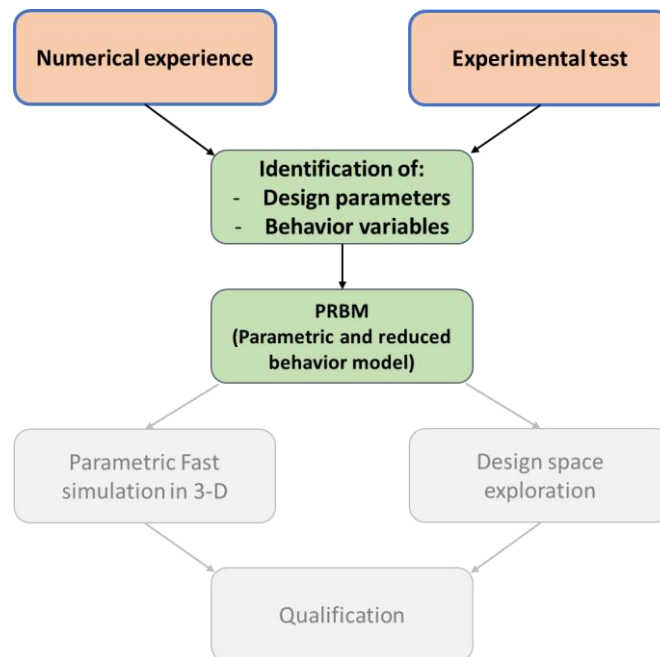 Numerical experience
Experimental test
Identification of:
- Design parameters
- Behavior variables
PRBM
(Parametric and reduced
behavior model)
Parametric Fast
simulation in 3-D
Design space
exploration
Qualification